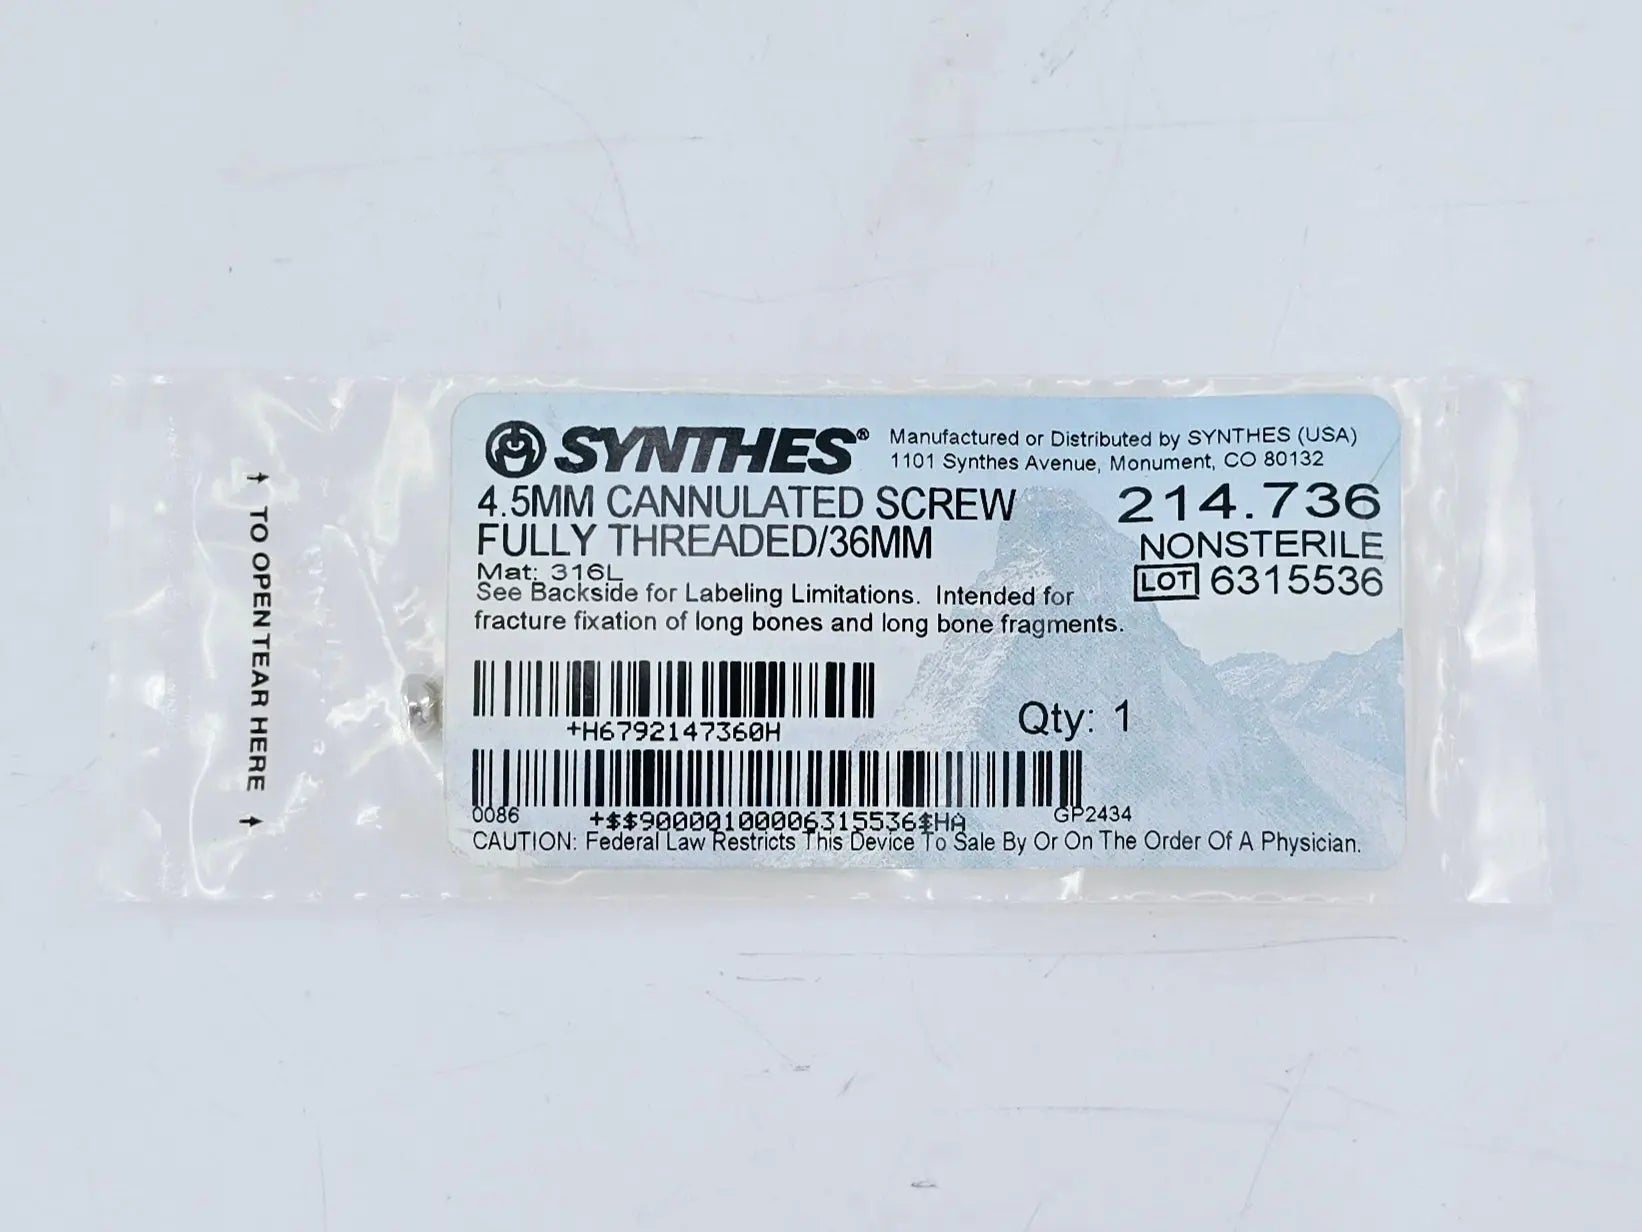 TO OPEN TEAR HERE
SYNTHES®
Manufactured or Distributed by SYNTHES (USA)
1101 Synthes Avenue, Monument, CO 80132
4.5MM CANNULATED SCREW
FULLY THREADED/36MM
214.736
NONSTERILE
LOT 6315536
Mat: 316L
See Backside for Labeling Limitations. Intended for
fracture fixation of long bones and long bone fragments.
+H6792147360H
Qty: 1
0086
+$$90000100006315536$HA
GP2434
CAUTION: Federal Law Restricts This Device To Sale By Or On The Order Of A Physician.